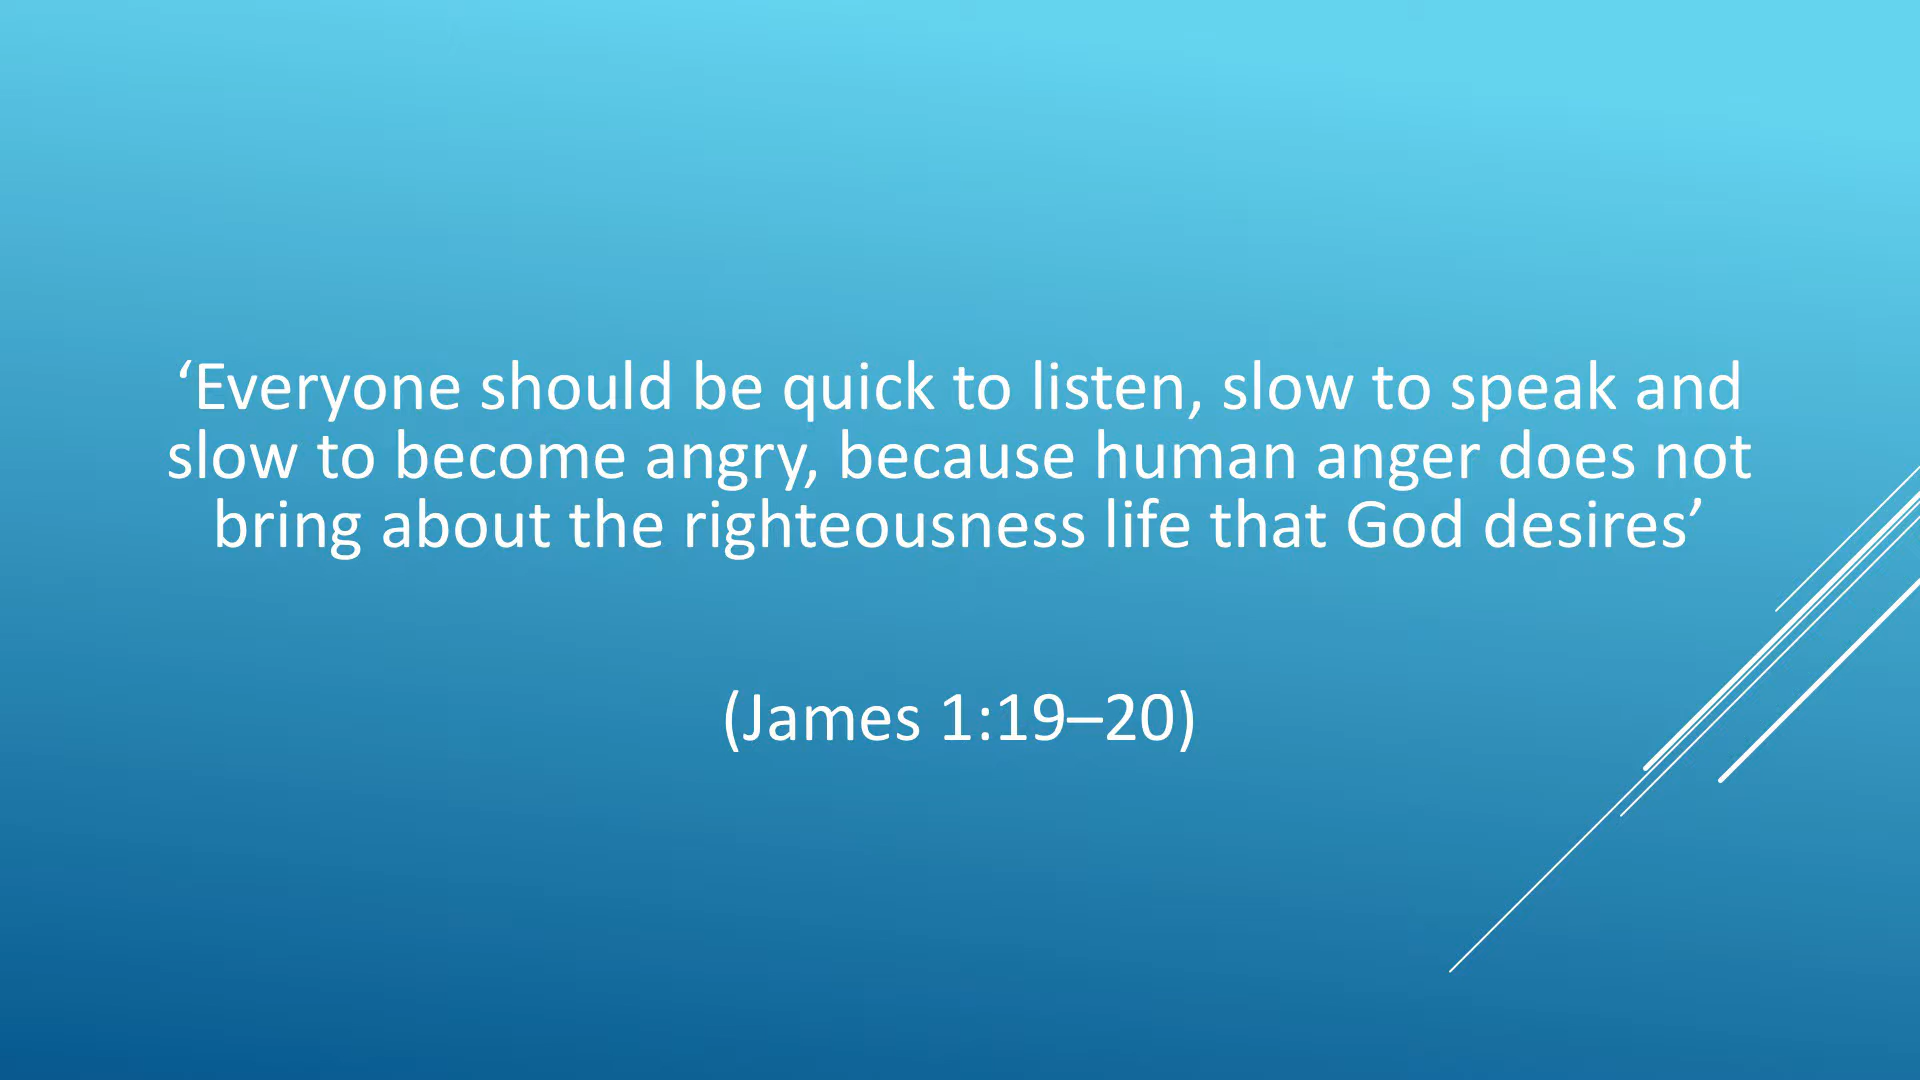 ‘Everyone should be quick to listen, slow to speak and
slow to become angry, because human anger does not
bring about the righteousness life that God desires’
(James 1:19–20)